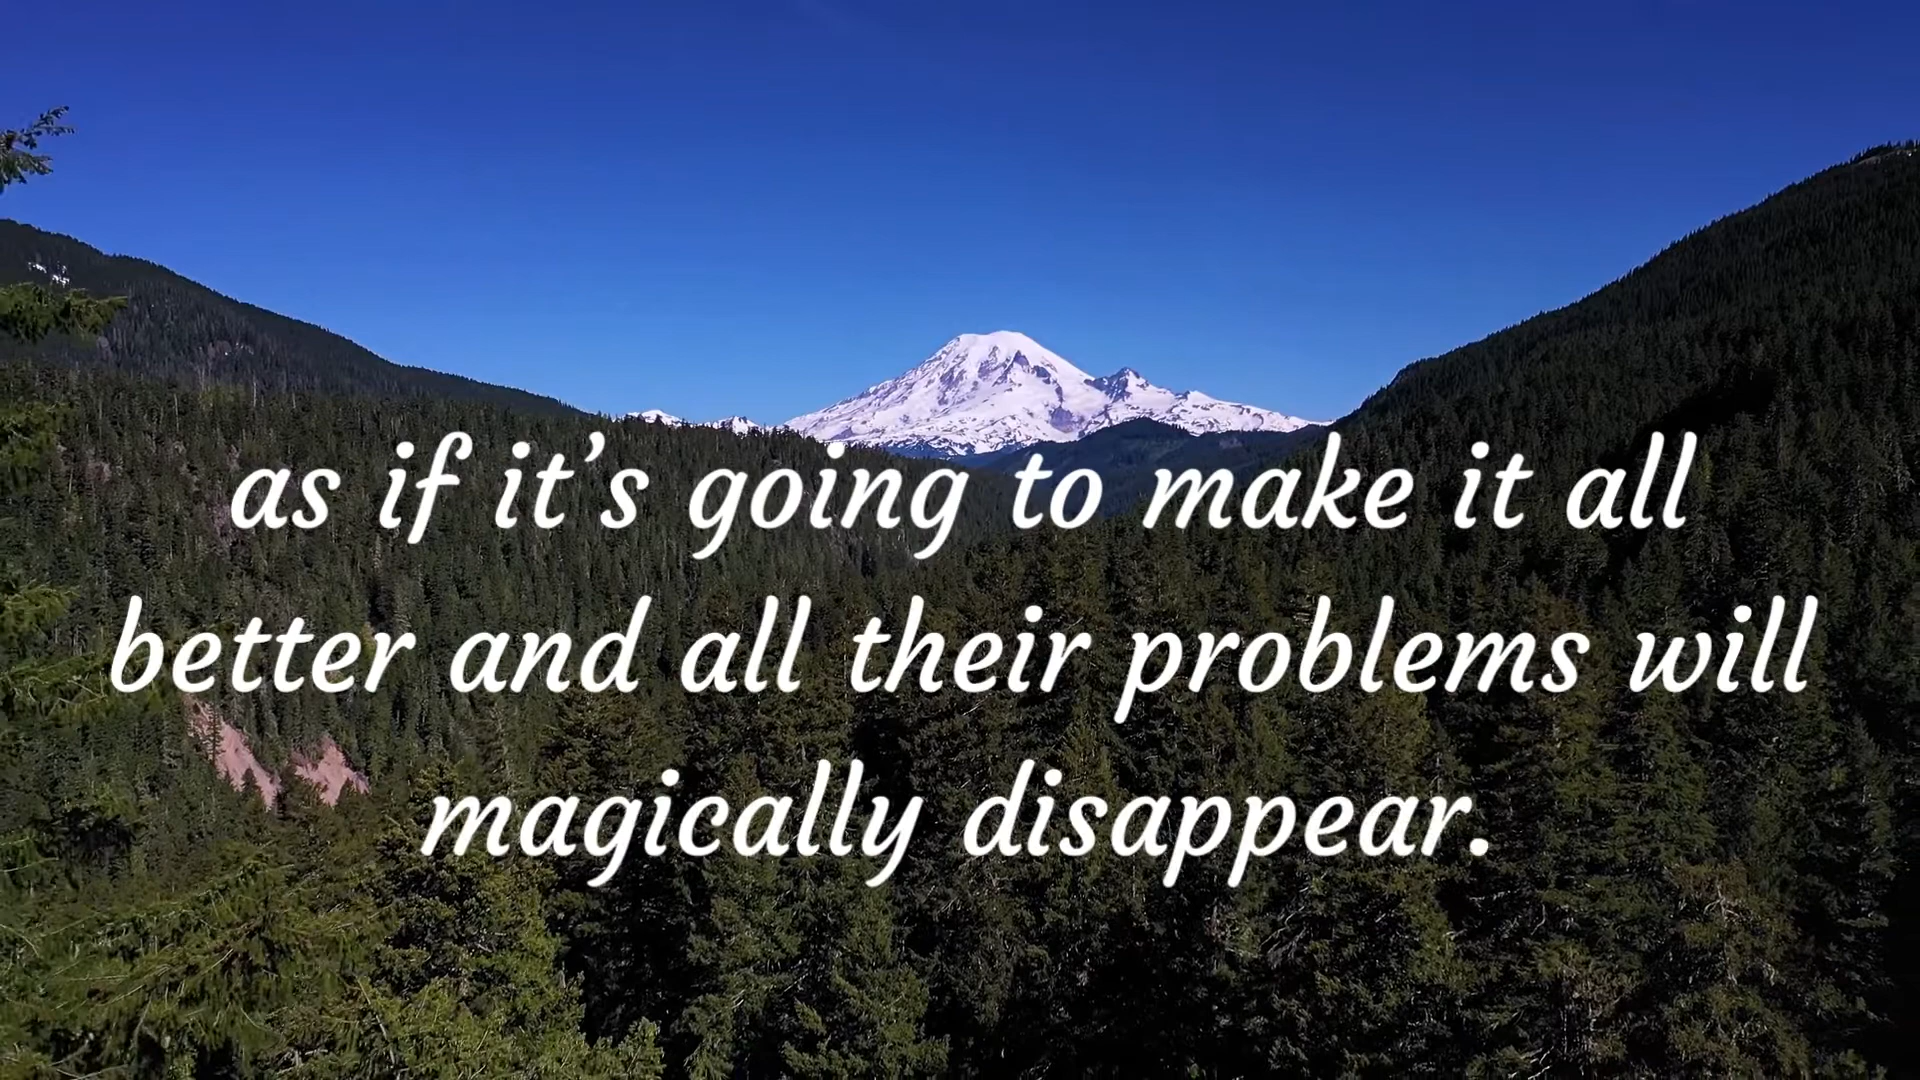 as if it’s going to make it all
better and all their problems will
magically disappear.